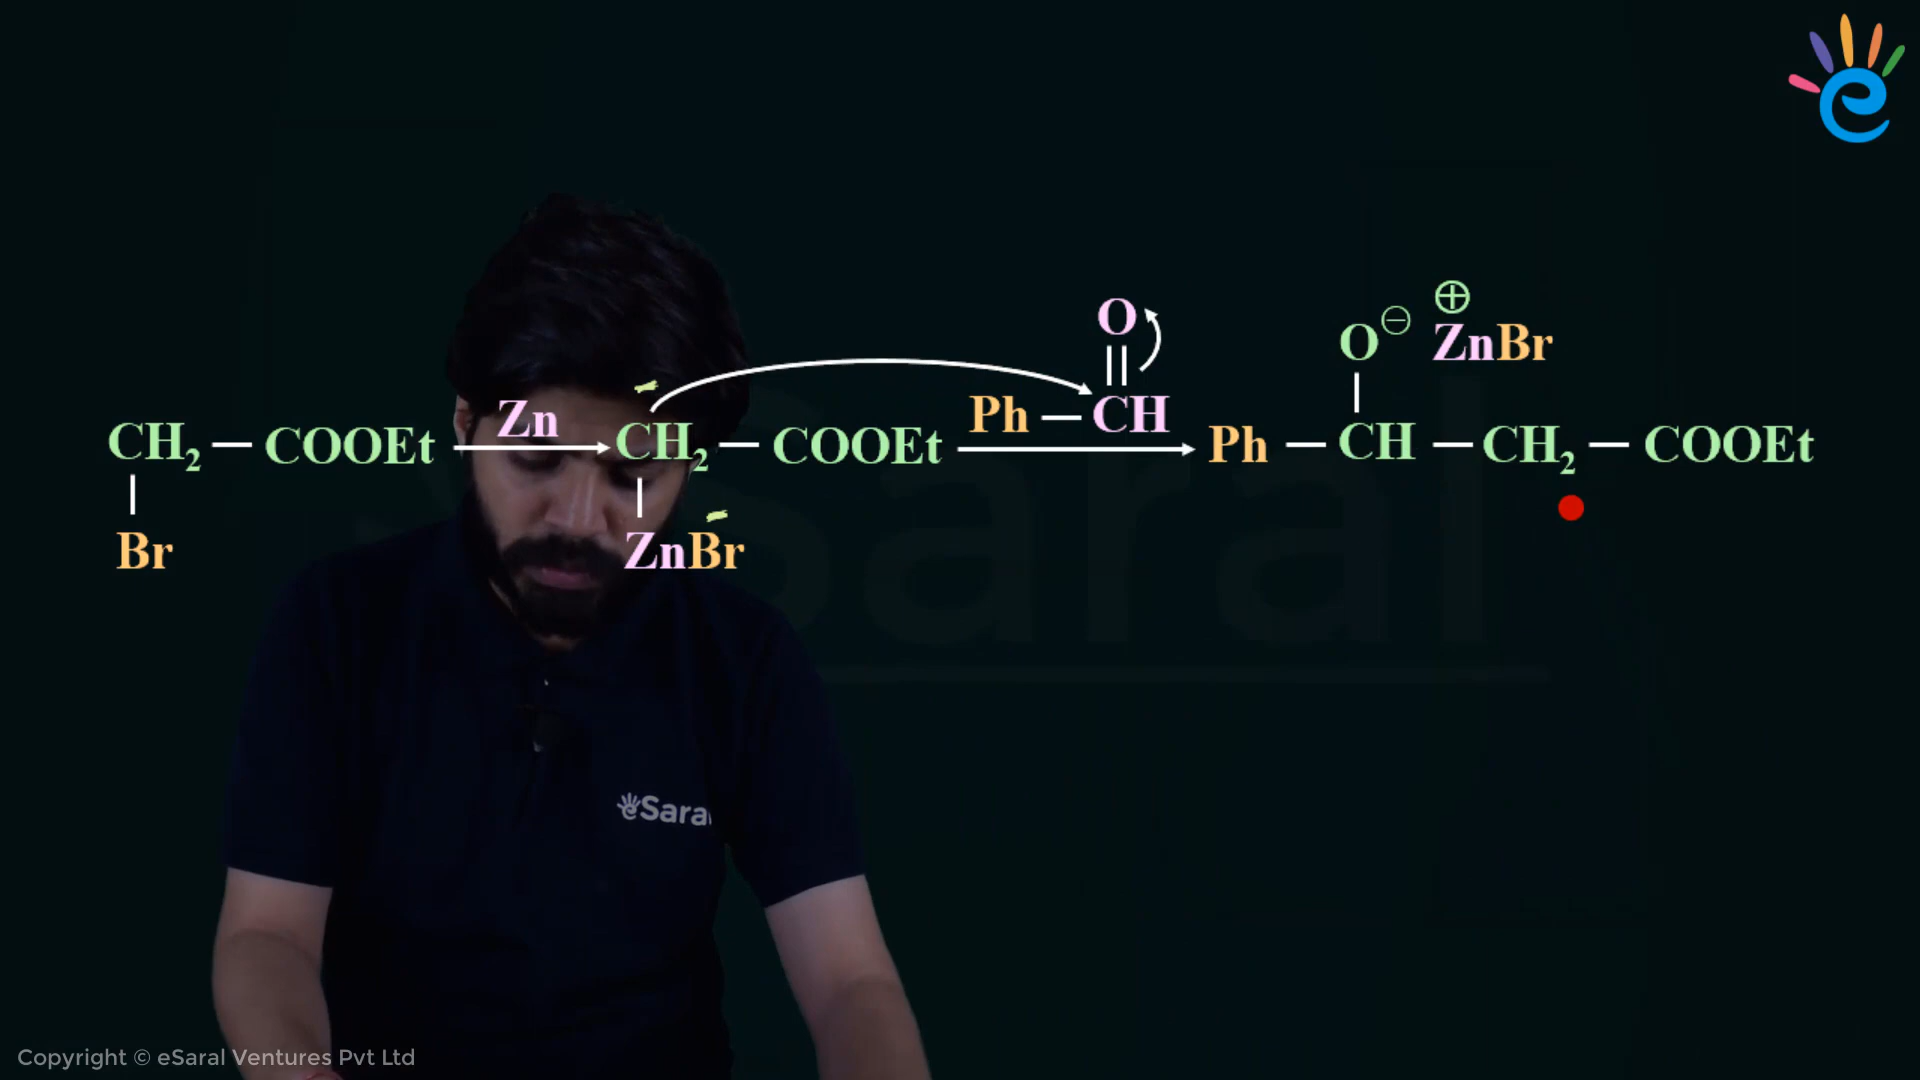 O
O⊖ ⊕
ZnBr
CH₂ — COOEt Zn CH₂ — COOEt Ph — CH Ph — CH — CH₂ — COOEt
Br ZnBr
eSaral
Copyright © eSaral Ventures Pvt Ltd